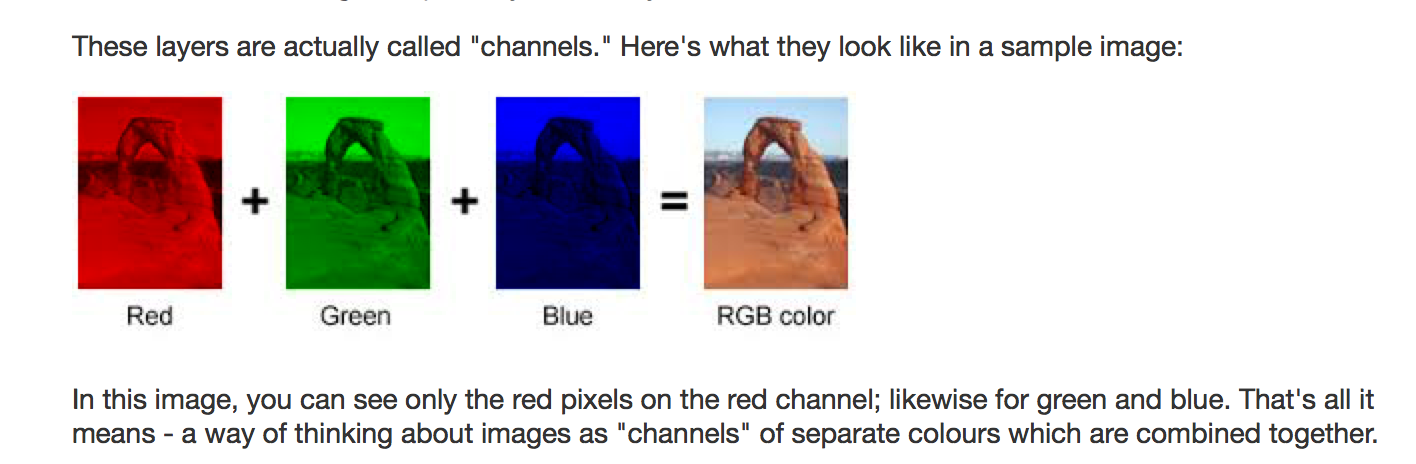 These layers are actually called "channels." Here's what they look like in a sample image:
+ + =
Red Green Blue RGB color
In this image, you can see only the red pixels on the red channel; likewise for green and blue. That's all it
means - a way of thinking about images as "channels" of separate colours which are combined together.